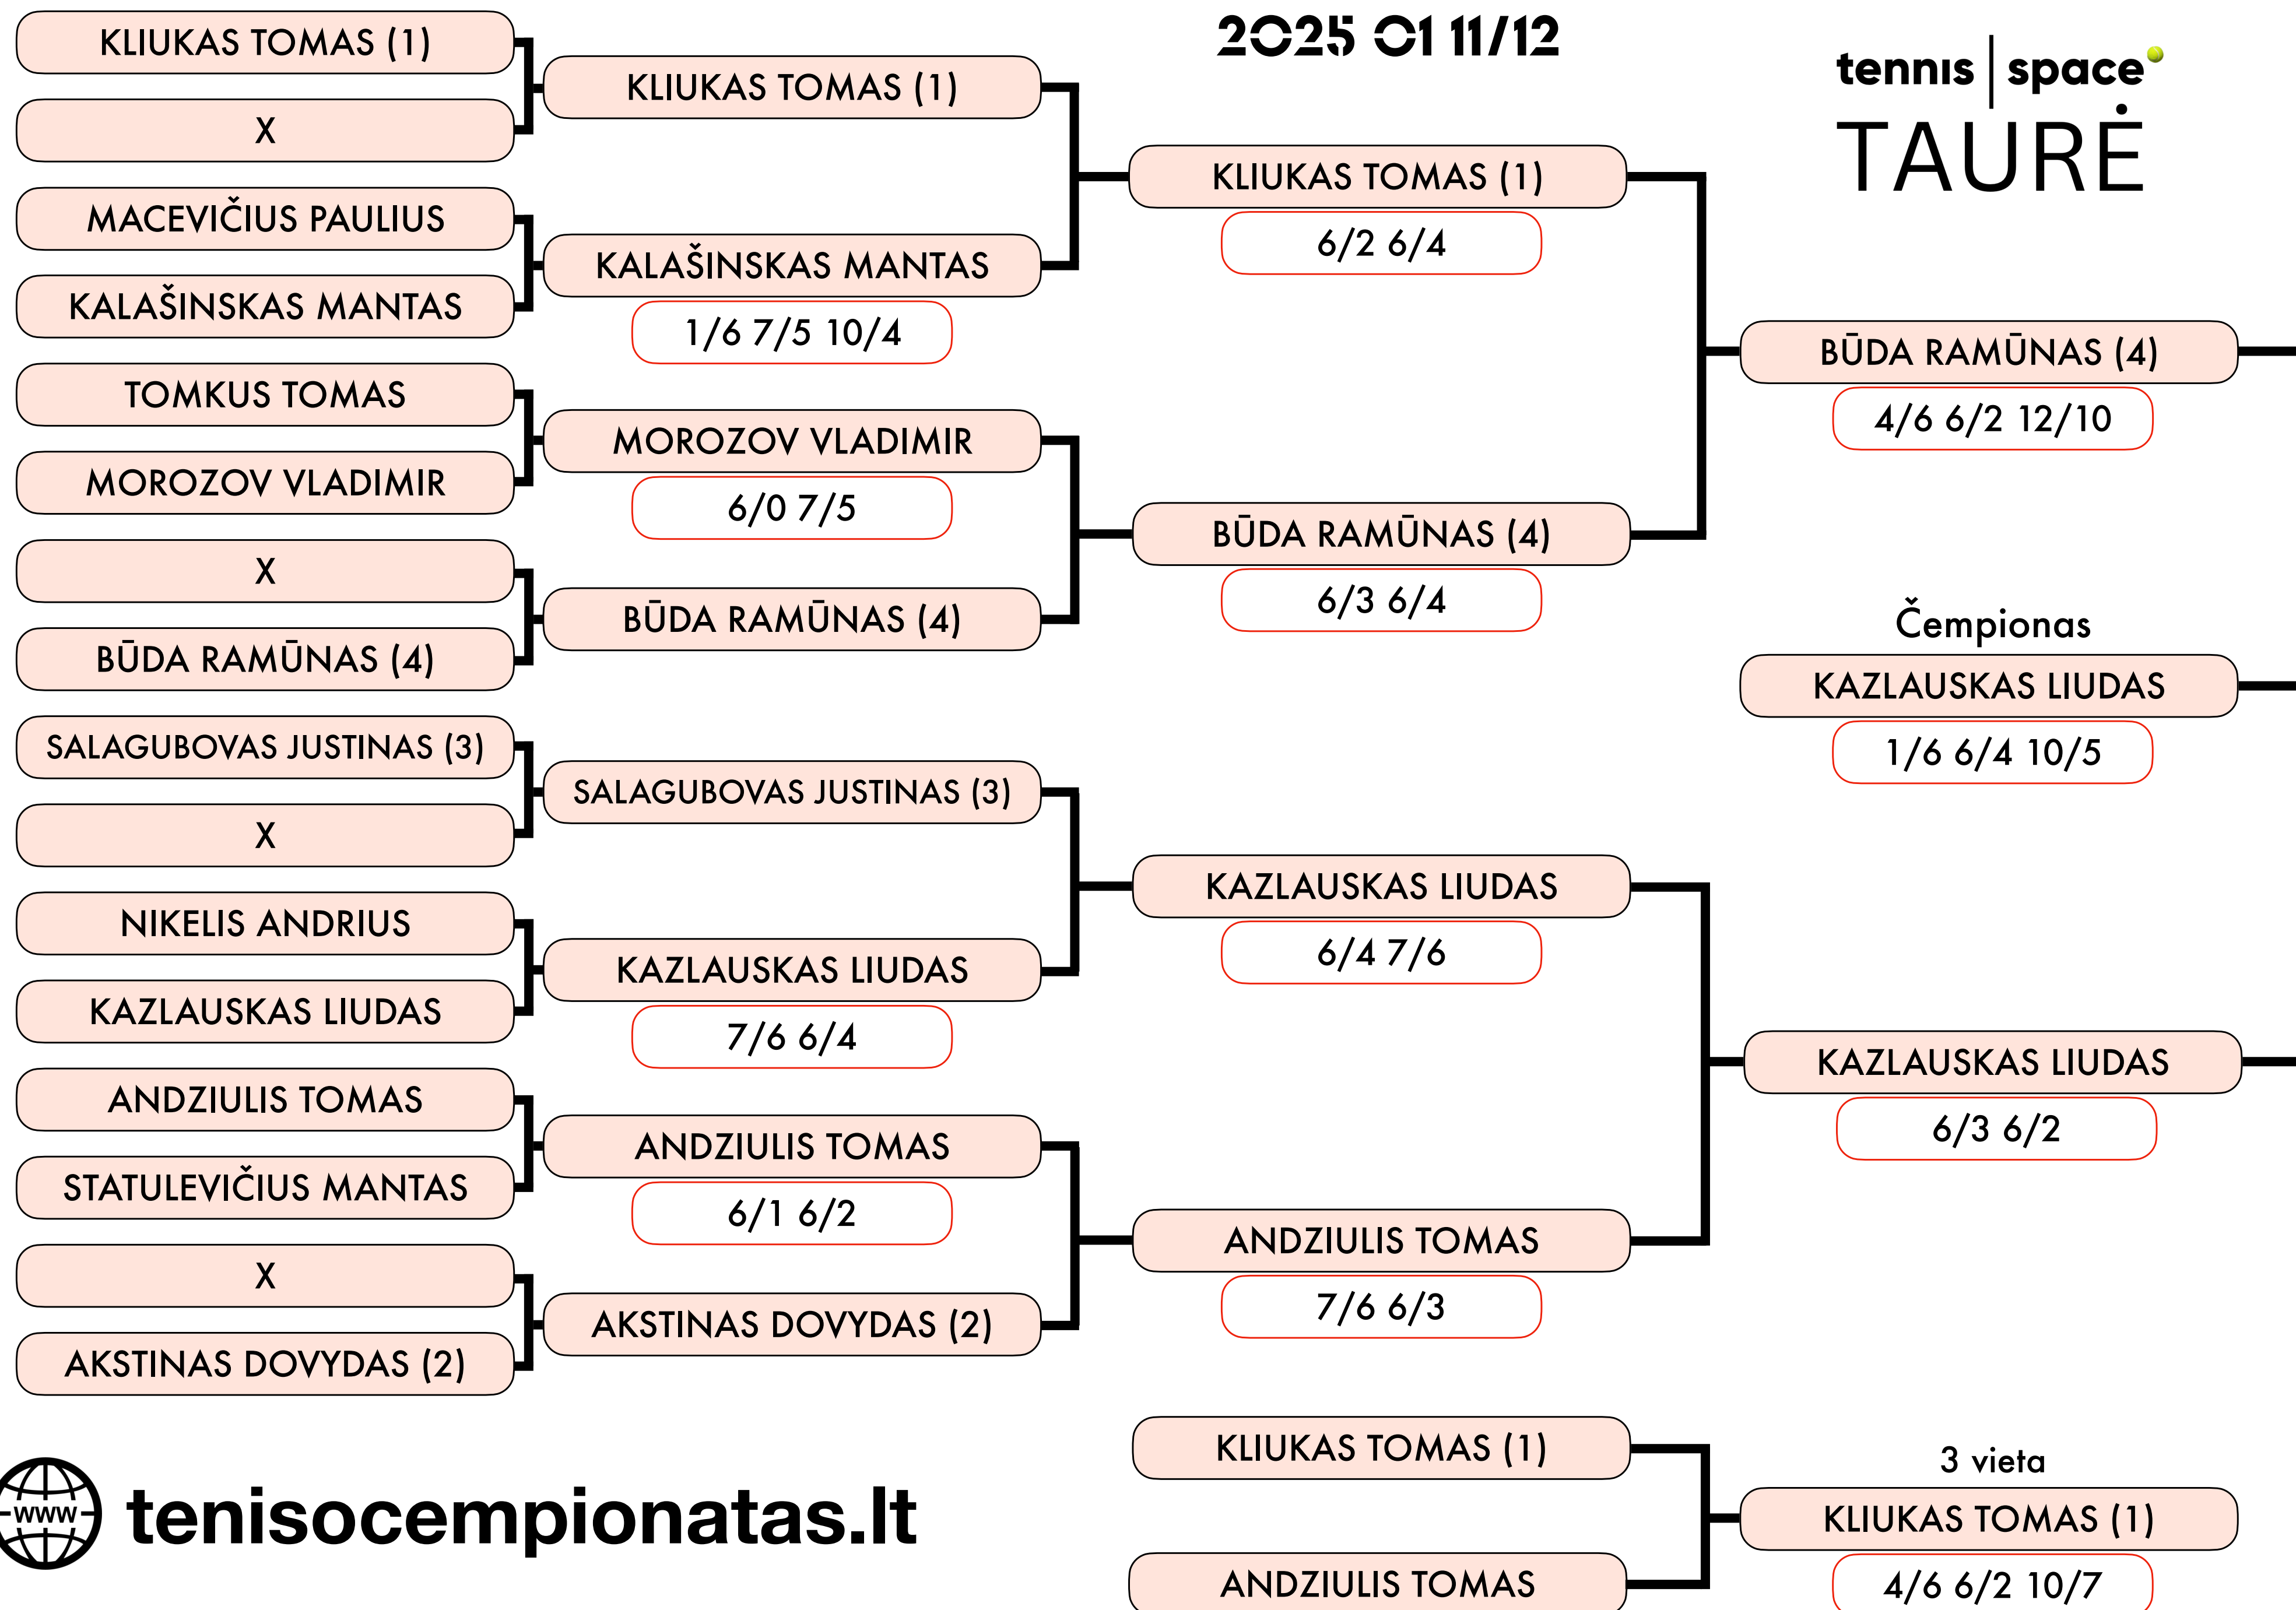 2025 01 11/12
tennis | space
TAURĖ
KLIUKAS TOMAS (1)
X
MACEVIČIUS PAULIUS
KALAŠINSKAS MANTAS
TOMKUS TOMAS
MOROZOV VLADIMIR
X
BŪDA RAMŪNAS (4)
SALAGUBOVAS JUSTINAS (3)
X
NIKELIS ANDRIUS
KAZLAUSKAS LIUDAS
ANDZIULIS TOMAS
STATULEVIČIUS MANTAS
X
AKSTINAS DOVYDAS (2)
KLIUKAS TOMAS (1)
KALAŠINSKAS MANTAS
1/6 7/5 10/4
MOROZOV VLADIMIR
6/0 7/5
BŪDA RAMŪNAS (4)
SALAGUBOVAS JUSTINAS (3)
KAZLAUSKAS LIUDAS
7/6 6/4
ANDZIULIS TOMAS
6/1 6/2
AKSTINAS DOVYDAS (2)
KLIUKAS TOMAS (1)
6/2 6/4
BŪDA RAMŪNAS (4)
6/3 6/4
KAZLAUSKAS LIUDAS
6/4 7/6
ANDZIULIS TOMAS
7/6 6/3
BŪDA RAMŪNAS (4)
4/6 6/2 12/10
Čempionas
KAZLAUSKAS LIUDAS
1/6 6/4 10/5
KAZLAUSKAS LIUDAS
6/3 6/2
KLIUKAS TOMAS (1)
ANDZIULIS TOMAS
3 vieta
KLIUKAS TOMAS (1)
4/6 6/2 10/7
www
tenisocempionatas.lt